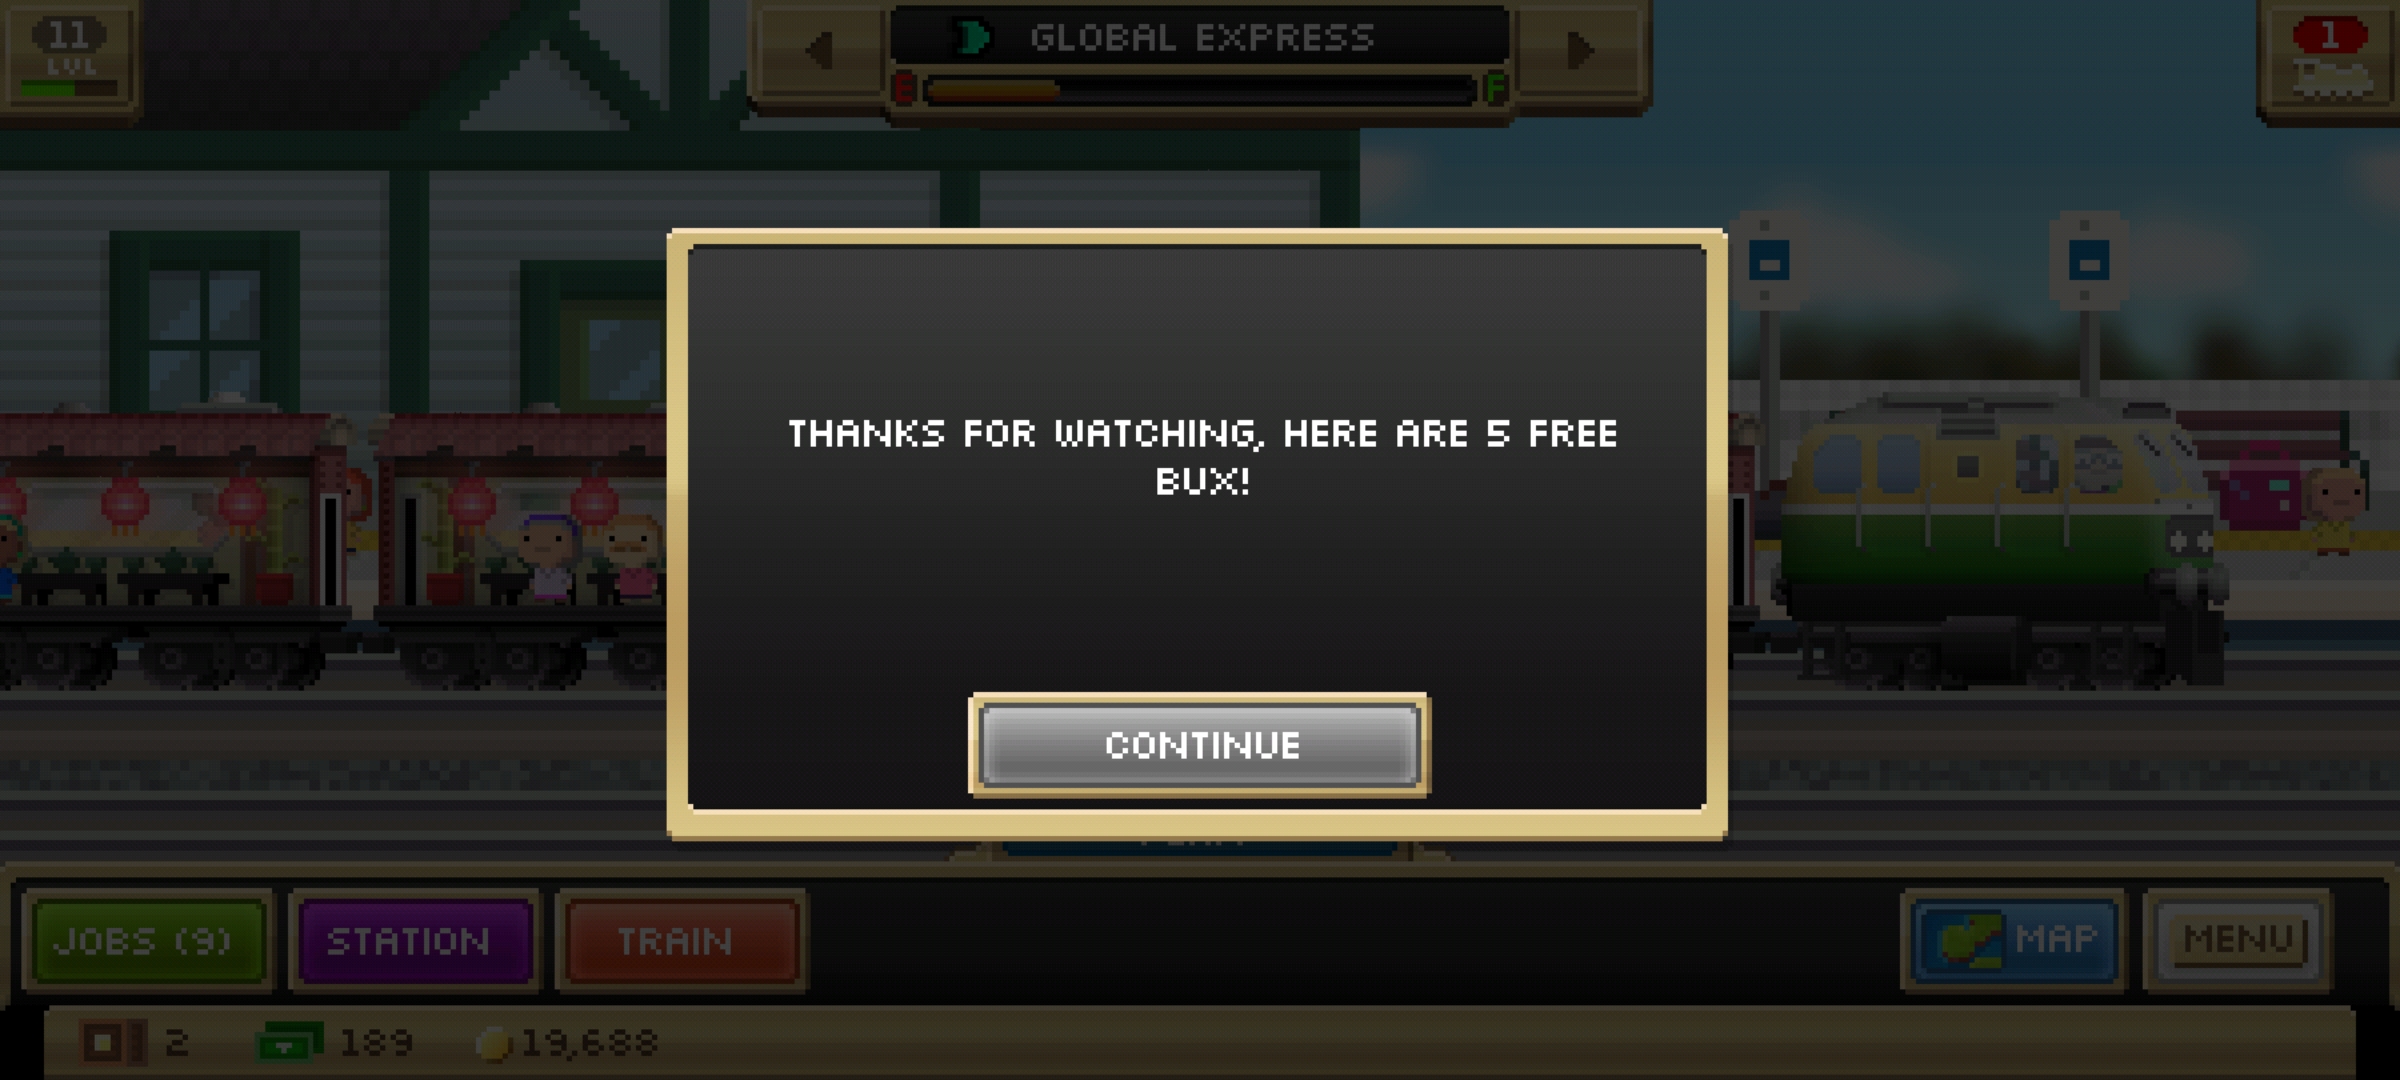 11
LVL
GLOBAL EXPRESS
E
F
1
THANKS FOR WATCHING, HERE ARE 5 FREE
BUX!
CONTINUE
JOBS (9)
STATION
TRAIN
MAP
MENU
2
189
19,688